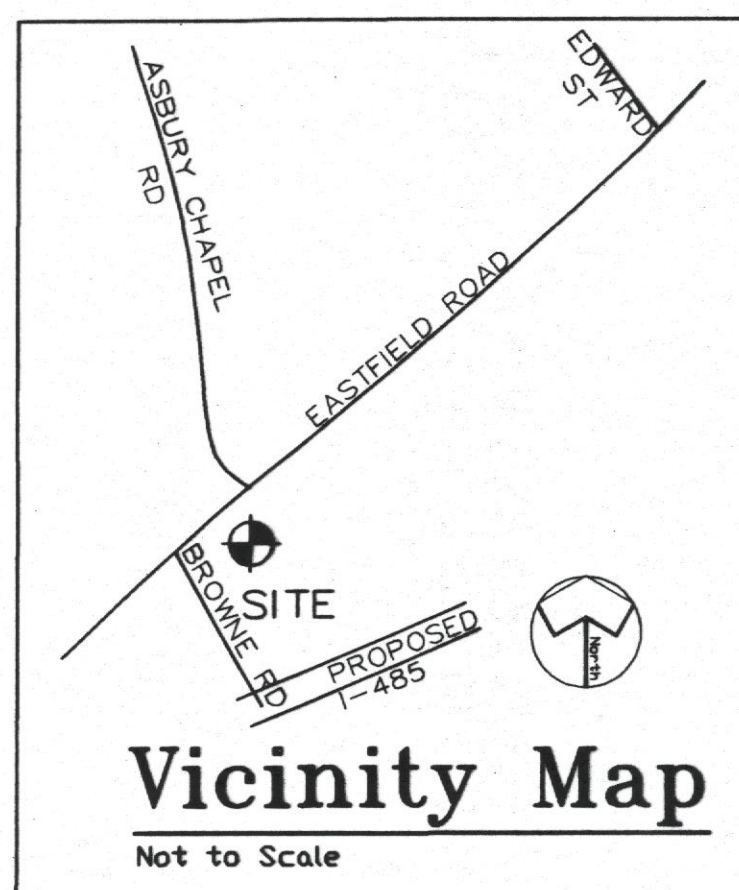 EDWARD
ST
ASBURY CHAPEL
RD
EASTFIELD ROAD
BROWNE RD
SITE
PROPOSED
I-485
North
Vicinity Map
Not to Scale